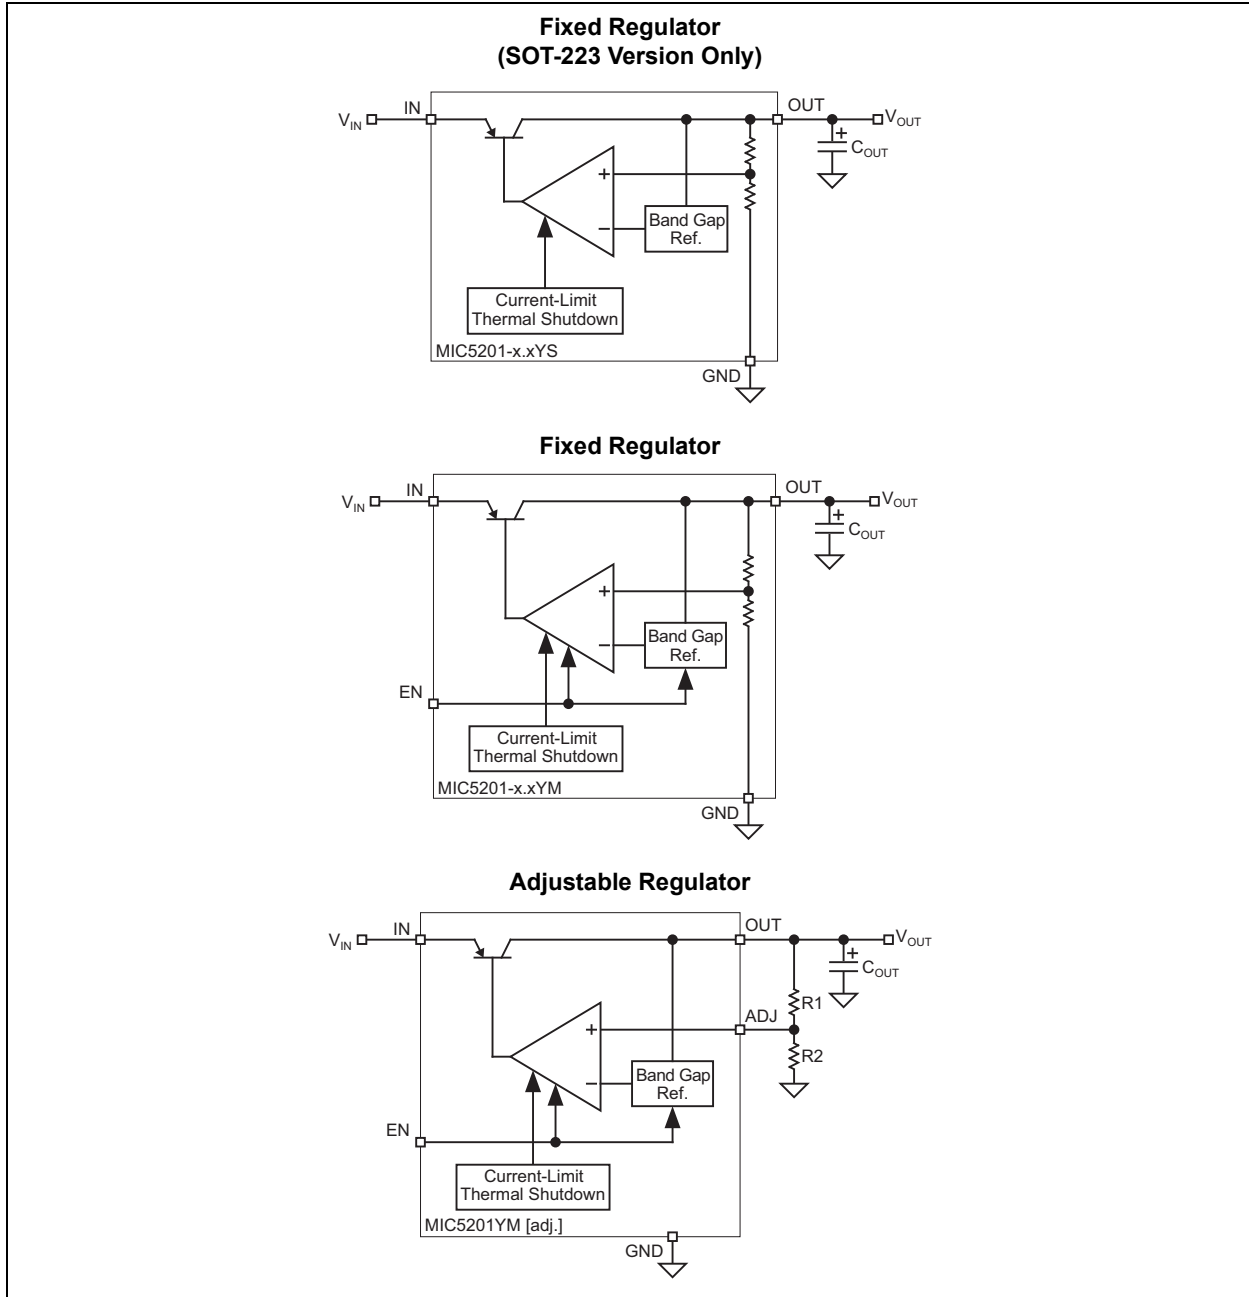 Fixed Regulator
(SOT-223 Version Only)
IN
OUT
VIN
VOUT
+
COUT
+
−
Band Gap
Ref.
Current-Limit
Thermal Shutdown
MIC5201-x.xYS
GND
Fixed Regulator
IN
OUT
VIN
VOUT
+
COUT
+
−
Band Gap
Ref.
EN
Current-Limit
Thermal Shutdown
MIC5201-x.xYM
GND
Adjustable Regulator
IN
OUT
VIN
VOUT
+
COUT
R1
ADJ
+
R2
−
Band Gap
Ref.
EN
Current-Limit
Thermal Shutdown
MIC5201YM [adj.]
GND